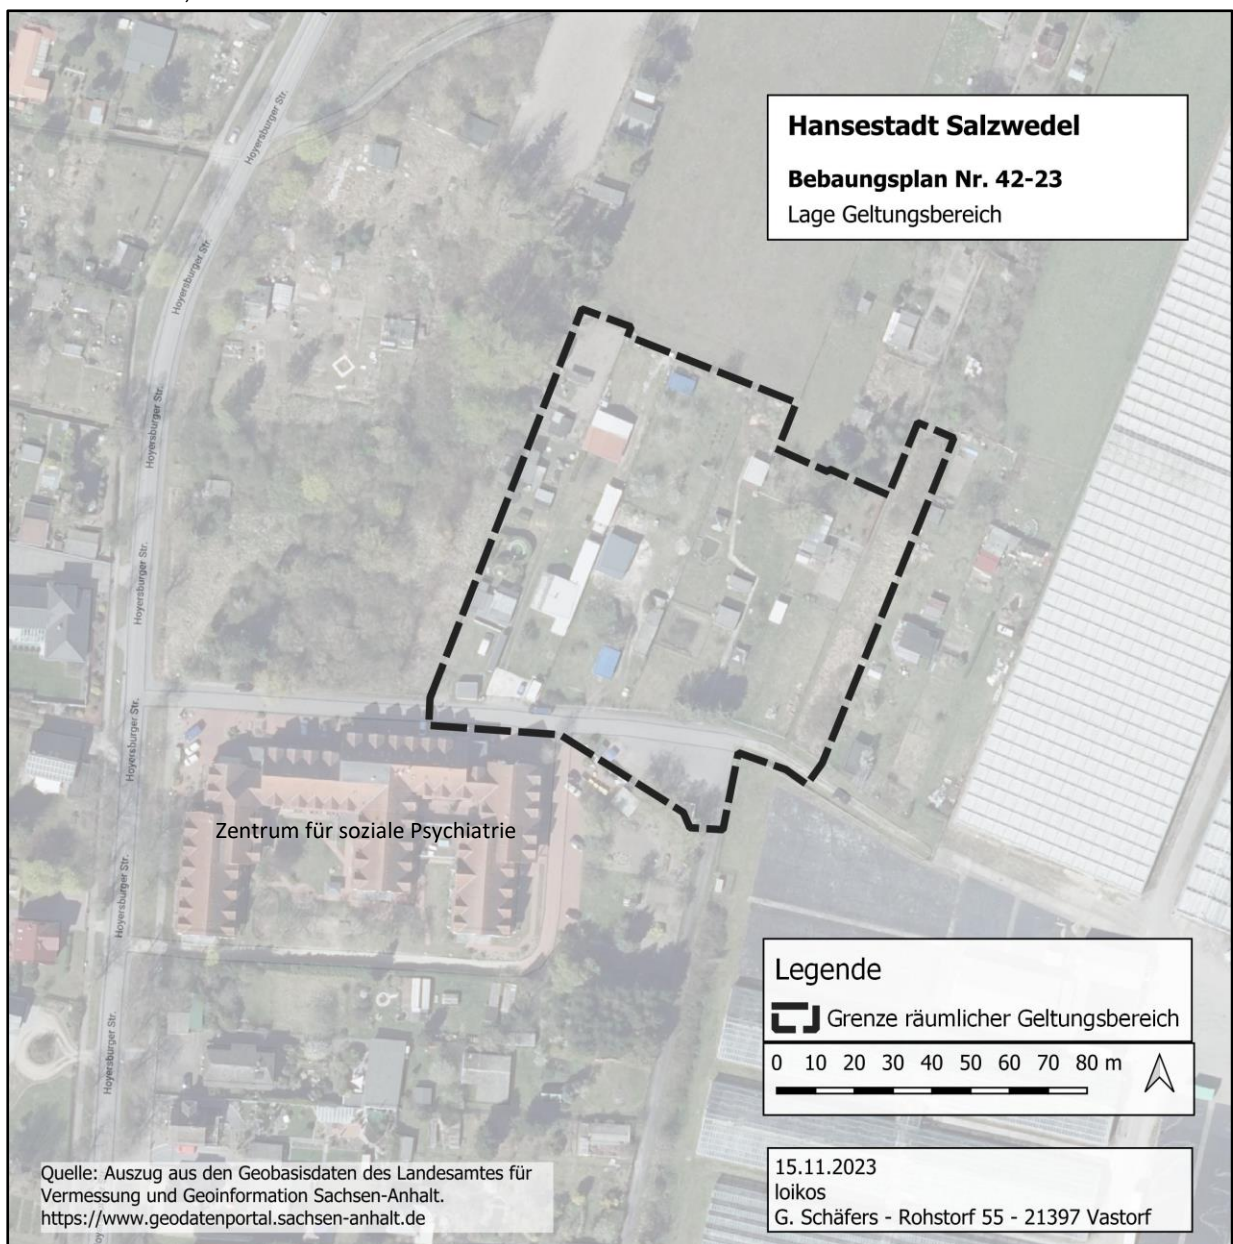 Hansestadt Salzwedel
Bebaungsplan Nr. 42-23
Lage Geltungsbereich
Hoyersburger Str.
Hoyersburger Str.
Hoyersburger Str.
Hoyersburger Str.
Hoyersburger Str.
Hoyersburger Str.
Hoyersburger Str.
Hoyersburger Str.
Zentrum für soziale Psychiatrie
Legende
Grenze räumlicher Geltungsbereich
0 10 20 30 40 50 60 70 80 m
Quelle: Auszug aus den Geobasisdaten des Landesamtes für
Vermessung und Geoinformation Sachsen-Anhalt.
https://www.geodatenportal.sachsen-anhalt.de
15.11.2023
loikos
G. Schäfers - Rohstorf 55 - 21397 Vastorf